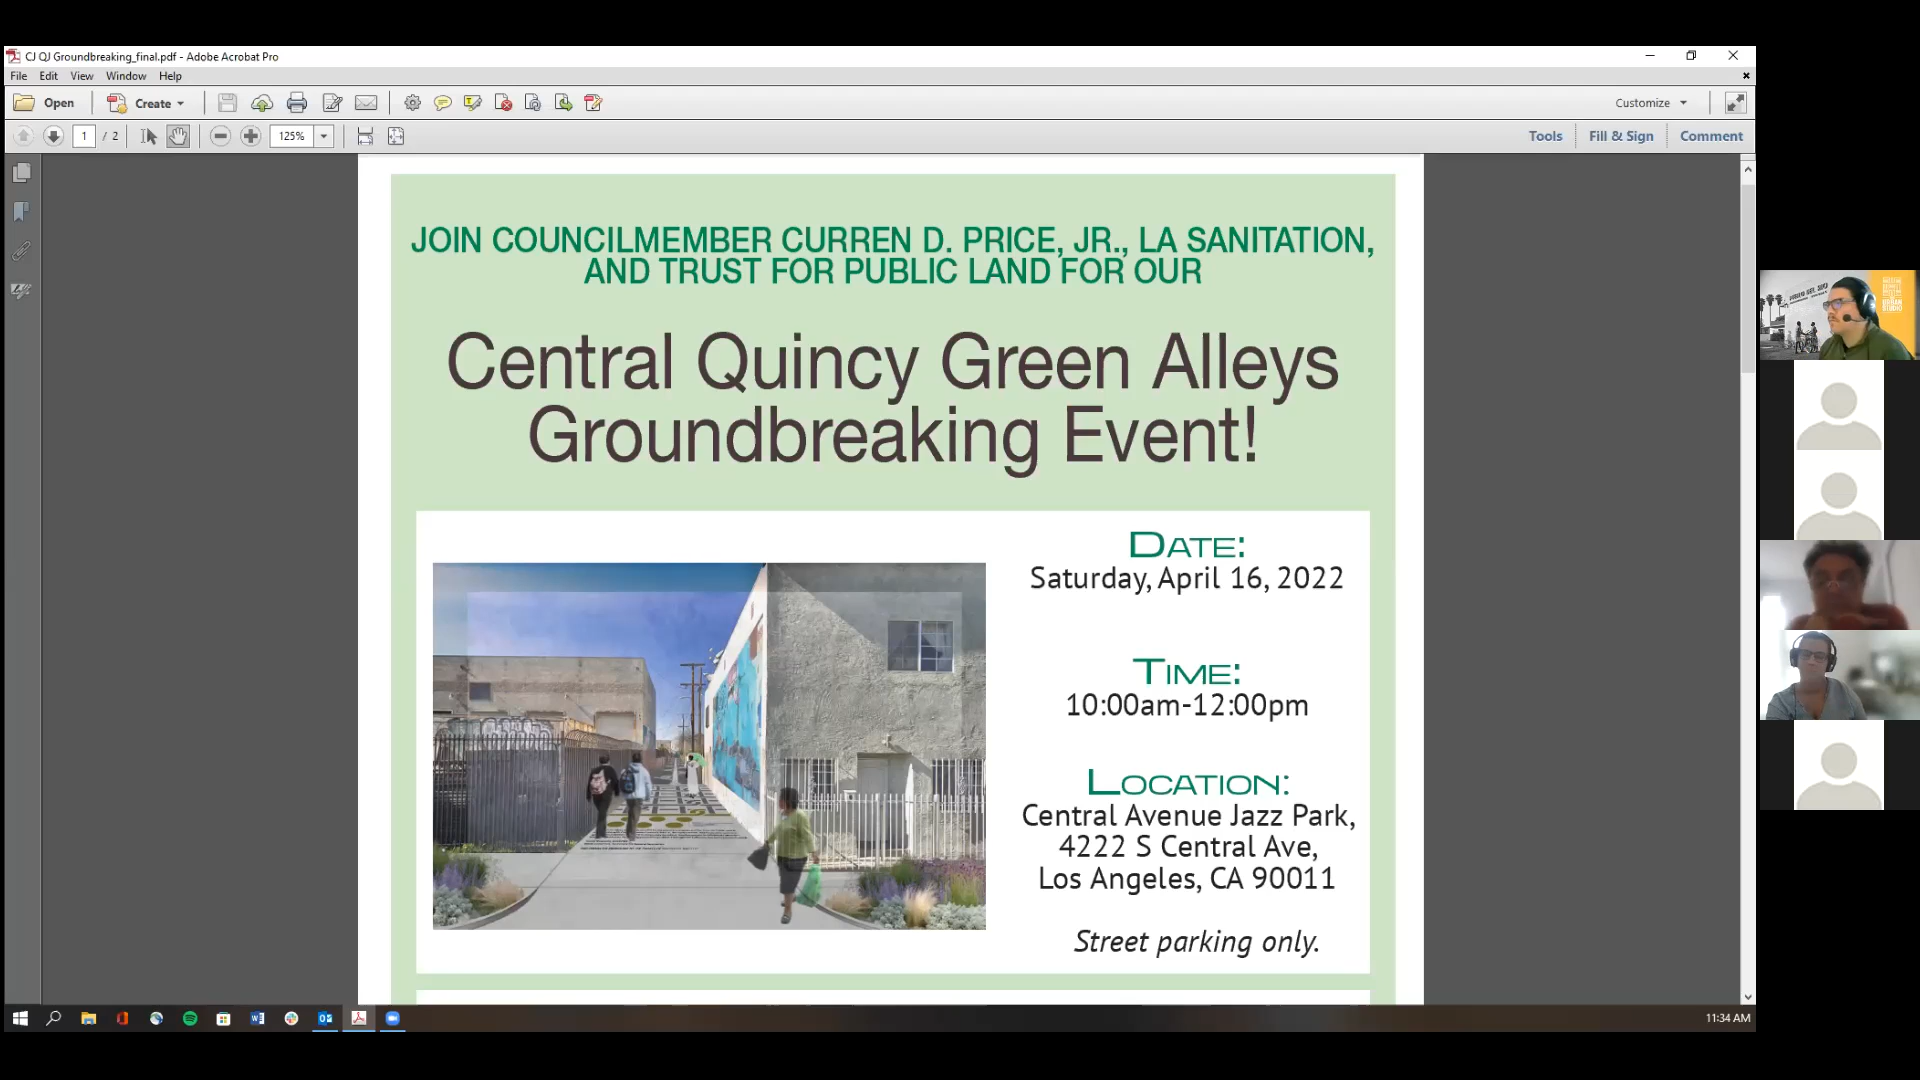 CJ QJ Groundbreaking_final.pdf - Adobe Acrobat Pro
File Edit View Window Help
Open Create Customize
1 / 2 125% Tools Fill & Sign Comment
JOIN COUNCILMEMBER CURREN D. PRICE, JR., LA SANITATION,
AND TRUST FOR PUBLIC LAND FOR OUR
Central Quincy Green Alleys
Groundbreaking Event!
DATE:
Saturday, April 16, 2022
TIME:
10:00am-12:00pm
LOCATION:
Central Avenue Jazz Park,
4222 S Central Ave,
Los Angeles, CA 90011
Street parking only.
11:34 AM